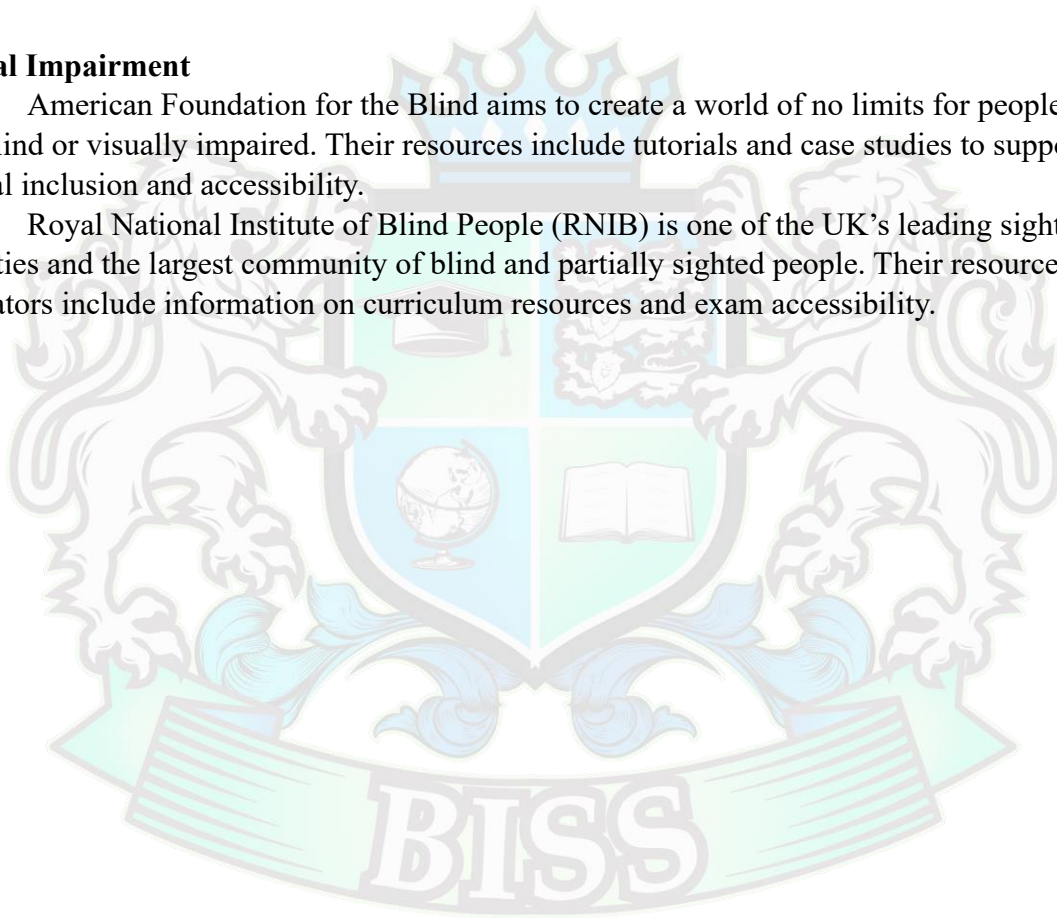 al Impairment
American Foundation for the Blind aims to create a world of no limits for people
lind or visually impaired. Their resources include tutorials and case studies to suppo
al inclusion and accessibility.
Royal National Institute of Blind People (RNIB) is one of the UK’s leading sight
ties and the largest community of blind and partially sighted people. Their resource
ators include information on curriculum resources and exam accessibility.
BISS